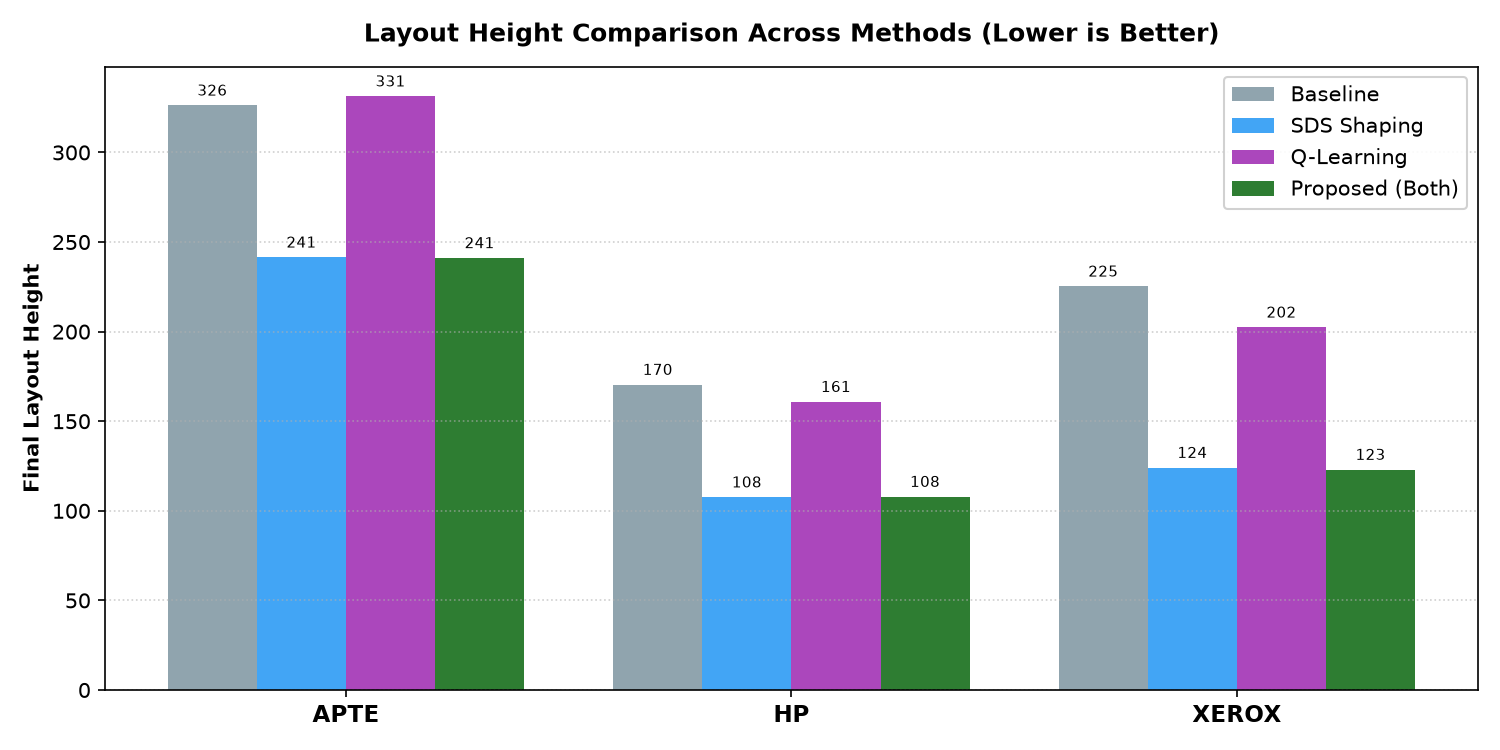 Layout Height Comparison Across Methods (Lower is Better)
Final Layout Height
0
50
100
150
200
250
300
326
241
331
241
170
108
161
108
225
124
202
123
APTE
HP
XEROX
Baseline
SDS Shaping
Q-Learning
Proposed (Both)